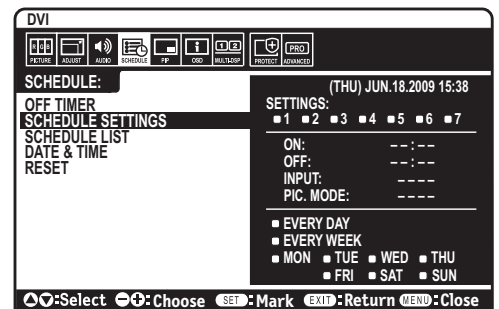 DVI
RGB PICTURE ADJUST AUDIO SCHEDULE PIP i OSD 1 2 MULTI-DSP PROTECT PRO ADVANCED
SCHEDULE:
OFF TIMER
SCHEDULE SETTINGS
SCHEDULE LIST
DATE & TIME
RESET
(THU) JUN.18.2009 15:38
SETTINGS:
1 2 3 4 5 6 7
ON: --:--
OFF: --:--
INPUT: ----
PIC. MODE: ----
EVERY DAY
EVERY WEEK
MON TUE WED THU
FRI SAT SUN
:Select :Choose SET:Mark EXIT:Return MENU:Close